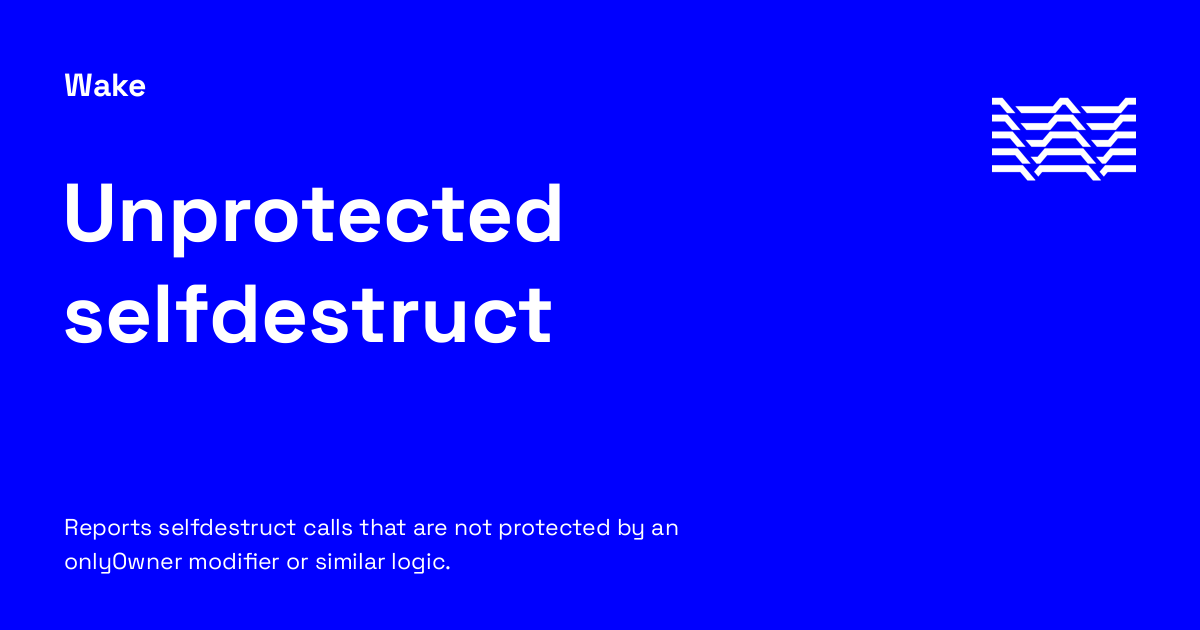 Wake
Unprotected
selfdestruct
Reports selfdestruct calls that are not protected by an
onlyOwner modifier or similar logic.